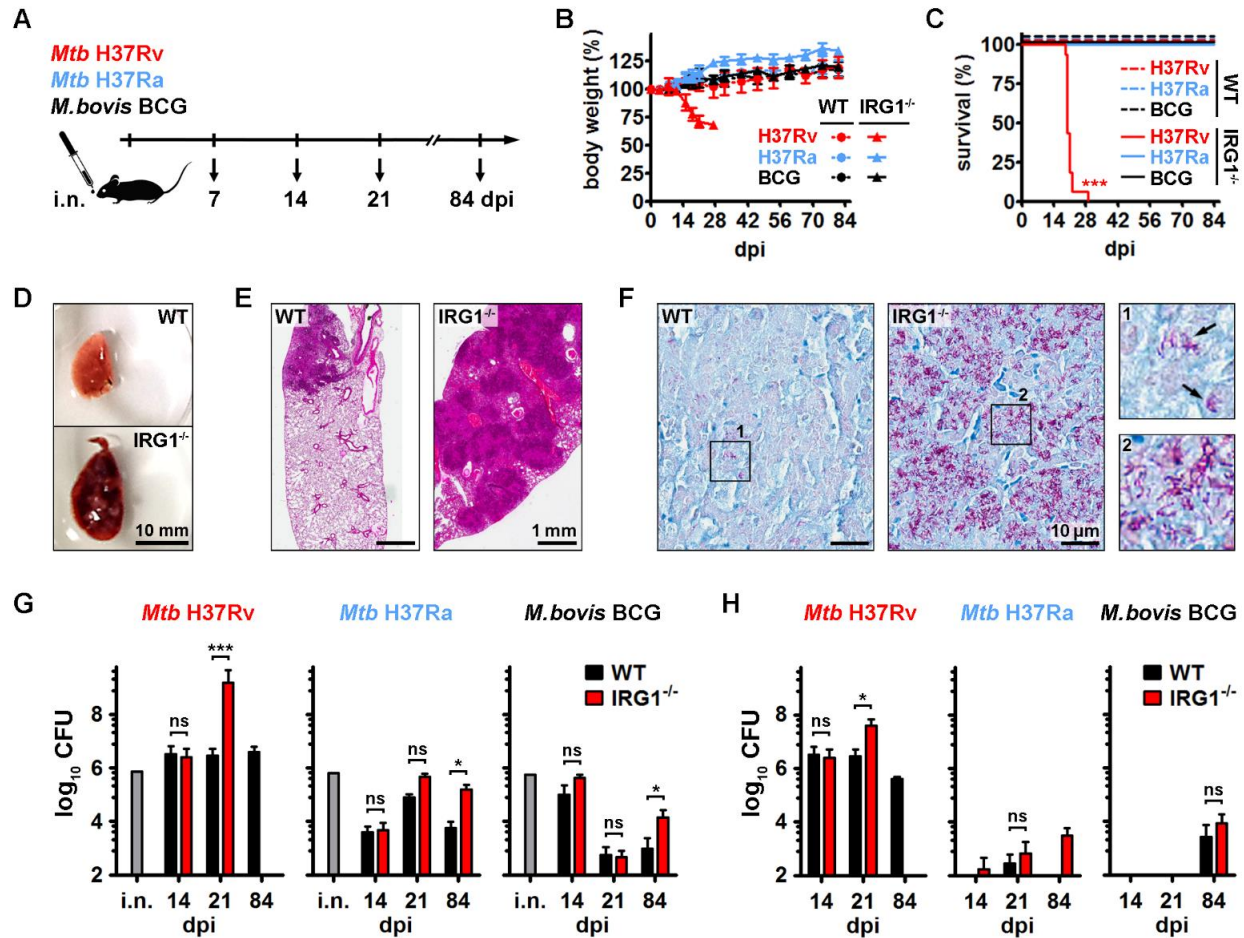 A
Mtb H37Rv
Mtb H37Ra
M.bovis BCG
i.n. 7 14 21 84 dpi
B
body weight (%)
125
100
75
50
25
0
0 14 28 42 56 70 84
dpi
WT IRG1-/-
H37Rv
H37Ra
BCG
C
survival (%)
100
75
50
25
0
0 14 28 42 56 70 84
dpi
H37Rv
H37Ra
BCG
WT
H37Rv
H37Ra
BCG
IRG1-/-
***
D
WT
IRG1-/-
10 mm
E
WT
IRG1-/-
1 mm
F
WT
1
IRG1-/-
2
10 µm
1
2
G
Mtb H37Rv
Mtb H37Ra
M.bovis BCG
log10 CFU
8
6
4
2
ns
***
i.n. 14 21 84
dpi
ns
ns
*
i.n. 14 21 84
dpi
ns
ns
*
WT
IRG1-/-
i.n. 14 21 84
dpi
H
Mtb H37Rv
Mtb H37Ra
M.bovis BCG
log10 CFU
8
6
4
2
ns
*
14 21 84
dpi
ns
14 21 84
dpi
WT
IRG1-/-
ns
14 21 84
dpi